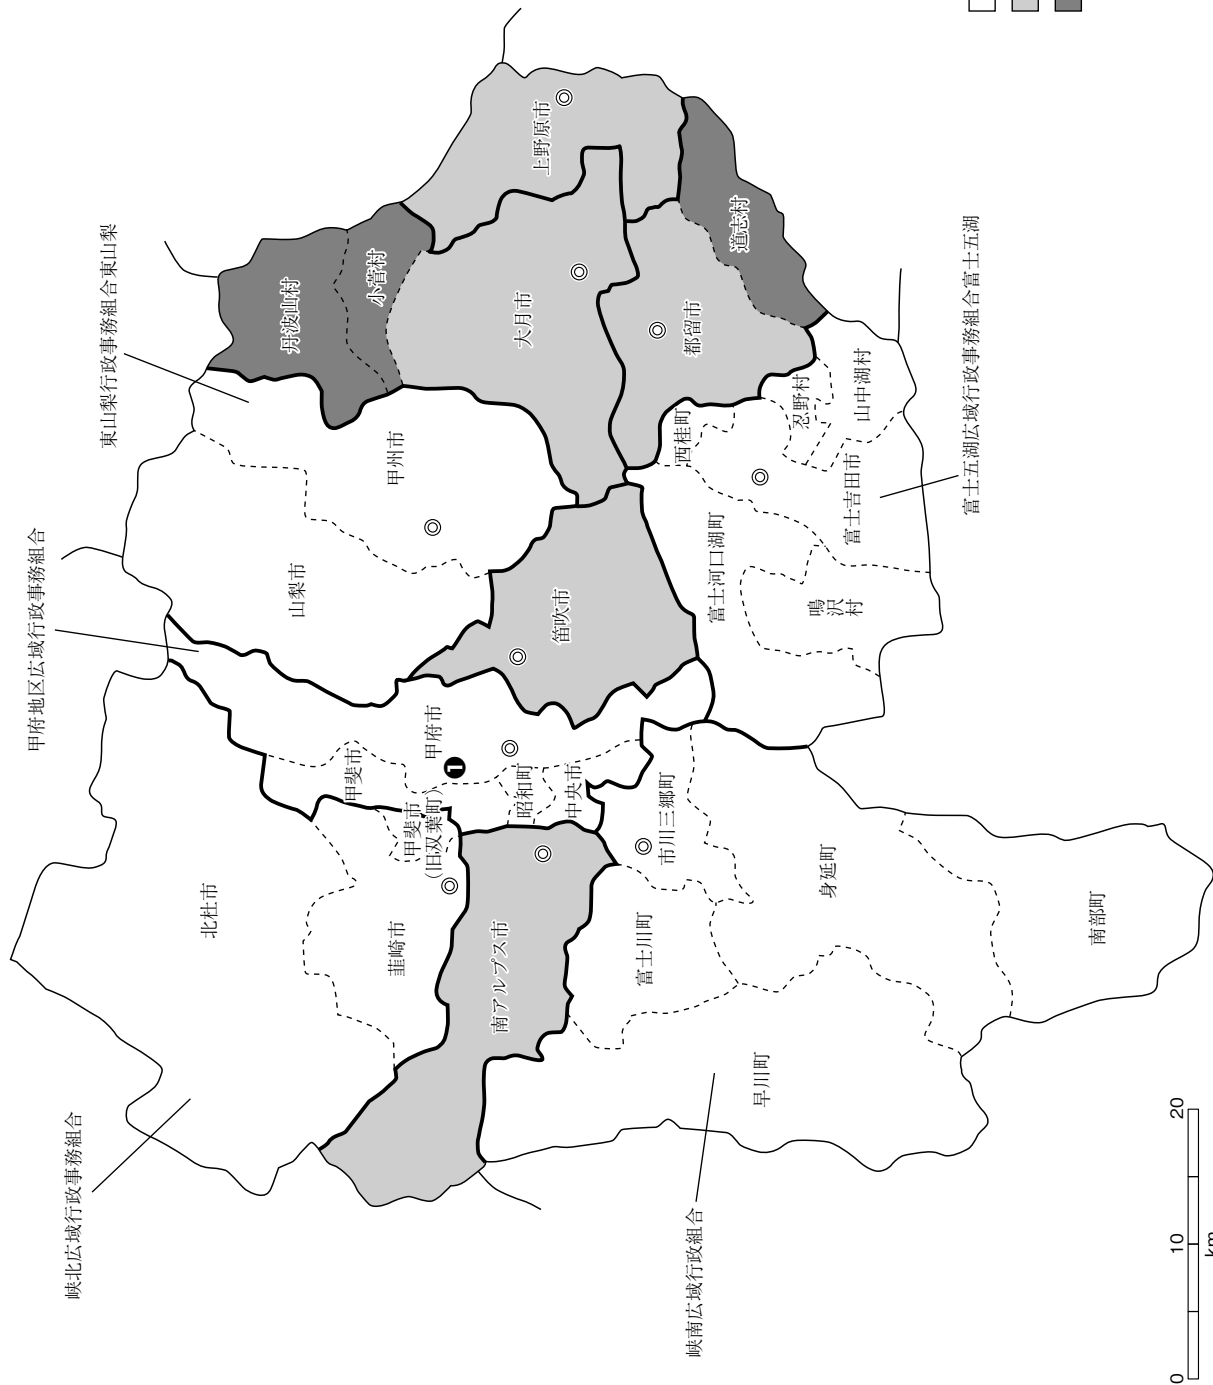 東山梨行政事務組合東山梨
甲府地区広域行政事務組合
峡北広域行政事務組合
丹波山村
小菅村
上野原市
大月市
道志村
都留市
甲州市
山梨市
笛吹市
西桂町
忍野村
山中湖村
富士吉田市
富士河口湖町
鳴沢
村
富士五湖広域行政事務組合富士五湖
甲府市
❶
甲斐市
甲斐市
(旧双葉町)
昭和町
中央市
北杜市
韮崎市
南アルプス市
市川三郷町
富士川町
身延町
早川町
南部町
峡南広域行政組合
0 10 20
km